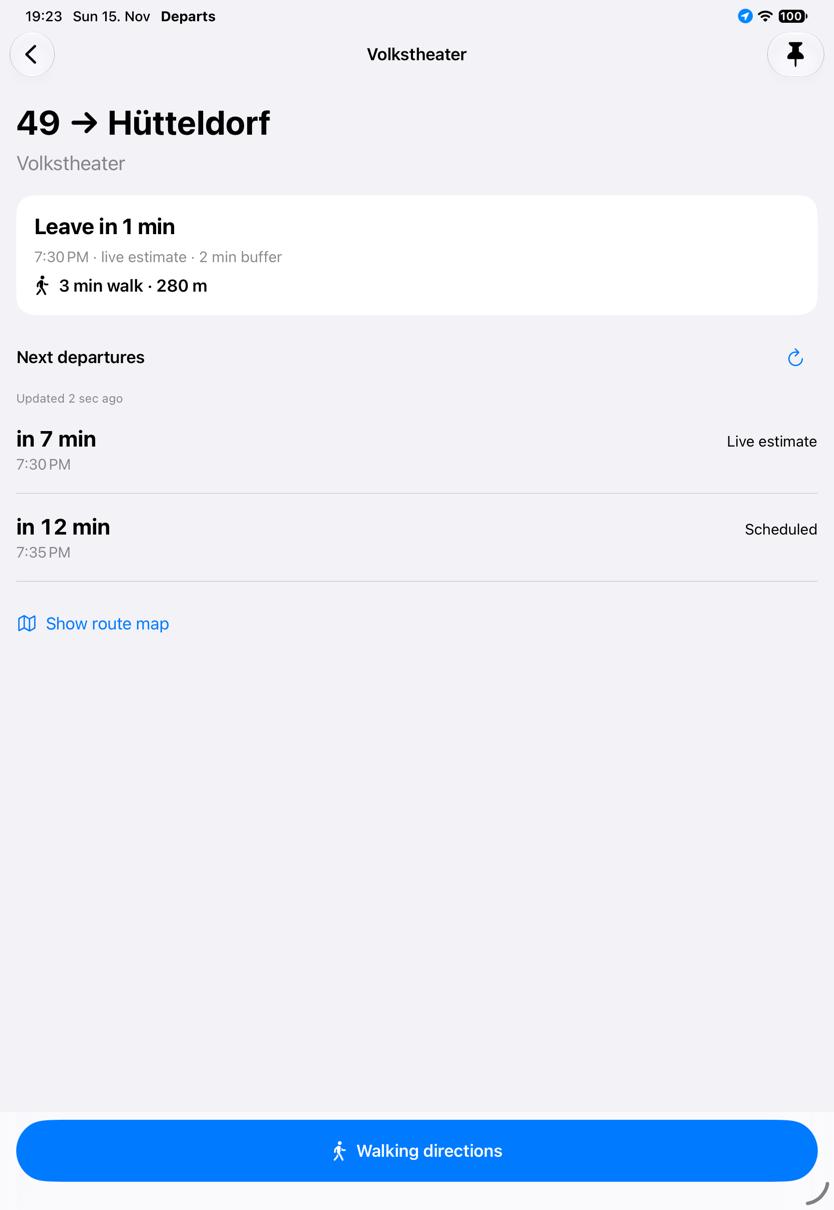 19:23 Sun 15. Nov Departs 100
Volkstheater
49 → Hütteldorf
Volkstheater
Leave in 1 min
7:30 PM · live estimate · 2 min buffer
3 min walk · 280 m
Next departures
Updated 2 sec ago
in 7 min
Live estimate
7:30 PM
in 12 min
Scheduled
7:35 PM
Show route map
Walking directions